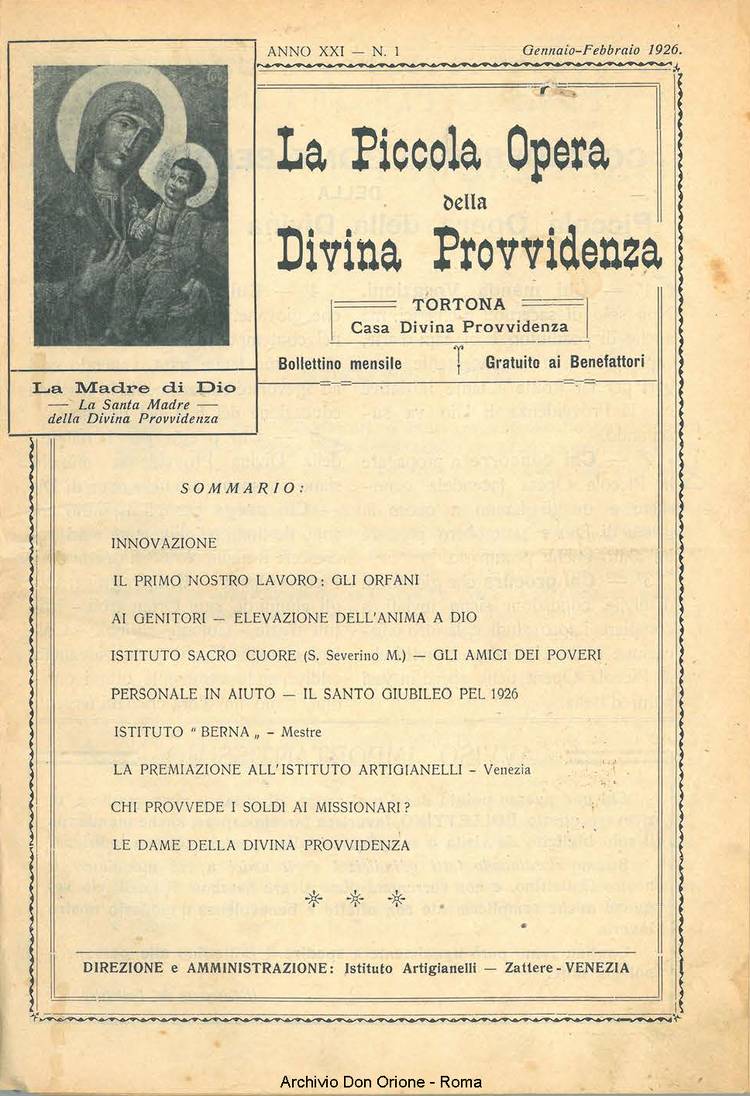 ANNO XXI — N. 1
Gennaio-Febbraio 1926.
La Piccola Opera
della
Divina Provvidenza
TORTONA
Casa Divina Provvidenza
Bollettino mensile
Gratuito ai Benefattori
La Madre di Dio
— La Santa Madre —
della Divina Provvidenza
SOMMARIO:
INNOVAZIONE
IL PRIMO NOSTRO LAVORO: GLI ORFANI
AI GENITORI — ELEVAZIONE DELL'ANIMA A DIO
ISTITUTO SACRO CUORE (S. Severino M.) — GLI AMICI DEI POVERI
PERSONALE IN AIUTO — IL SANTO GIUBILEO PEL 1926
ISTITUTO "BERNA„ - Mestre
LA PREMIAZIONE ALL'ISTITUTO ARTIGIANELLI - Venezia
CHI PROVVEDE I SOLDI AI MISSIONARI?
LE DAME DELLA DIVINA PROVVIDENZA
DIREZIONE e AMMINISTRAZIONE: Istituto Artigianelli — Zattere - VENEZIA
Archivio Don Orione - Roma